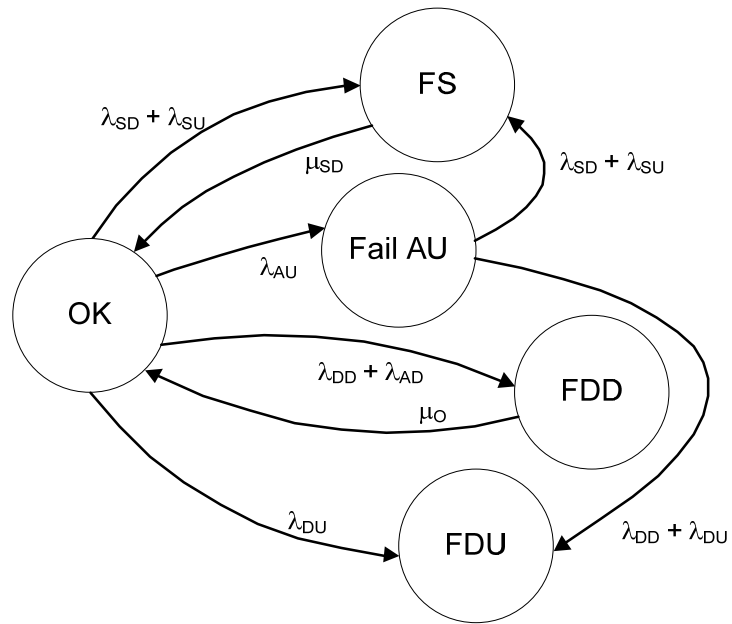 FS
λSD + λSU
μSD
λSD + λSU
Fail AU
λAU
OK
λDD + λAD
FDD
μO
λDU
FDU
λDD + λDU